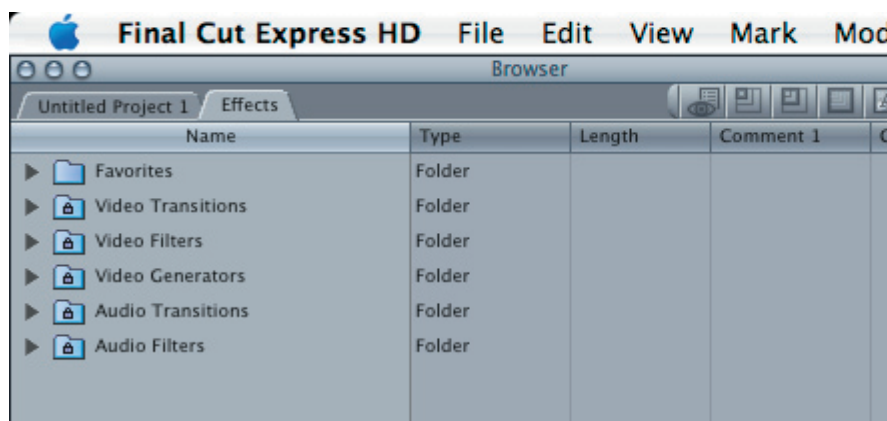 Final Cut Express HD File Edit View Mark
Browser
Untitled Project 1 Effects
Name Type Length Comment 1
Favorites Folder
Video Transitions Folder
Video Filters Folder
Video Generators Folder
Audio Transitions Folder
Audio Filters Folder